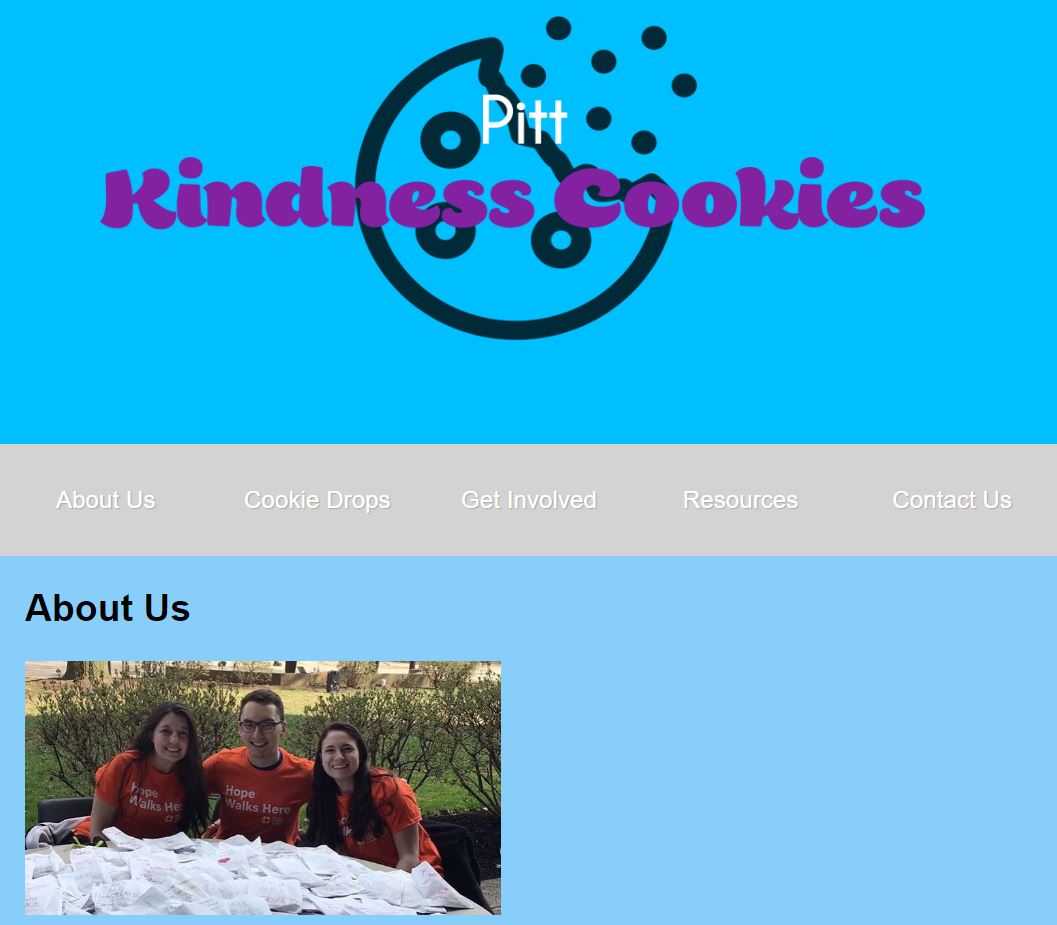 Pitt
Kindness Cookies
About Us
Cookie Drops
Get Involved
Resources
Contact Us
About Us
Hope
Walks Here
Hope
Walks Here